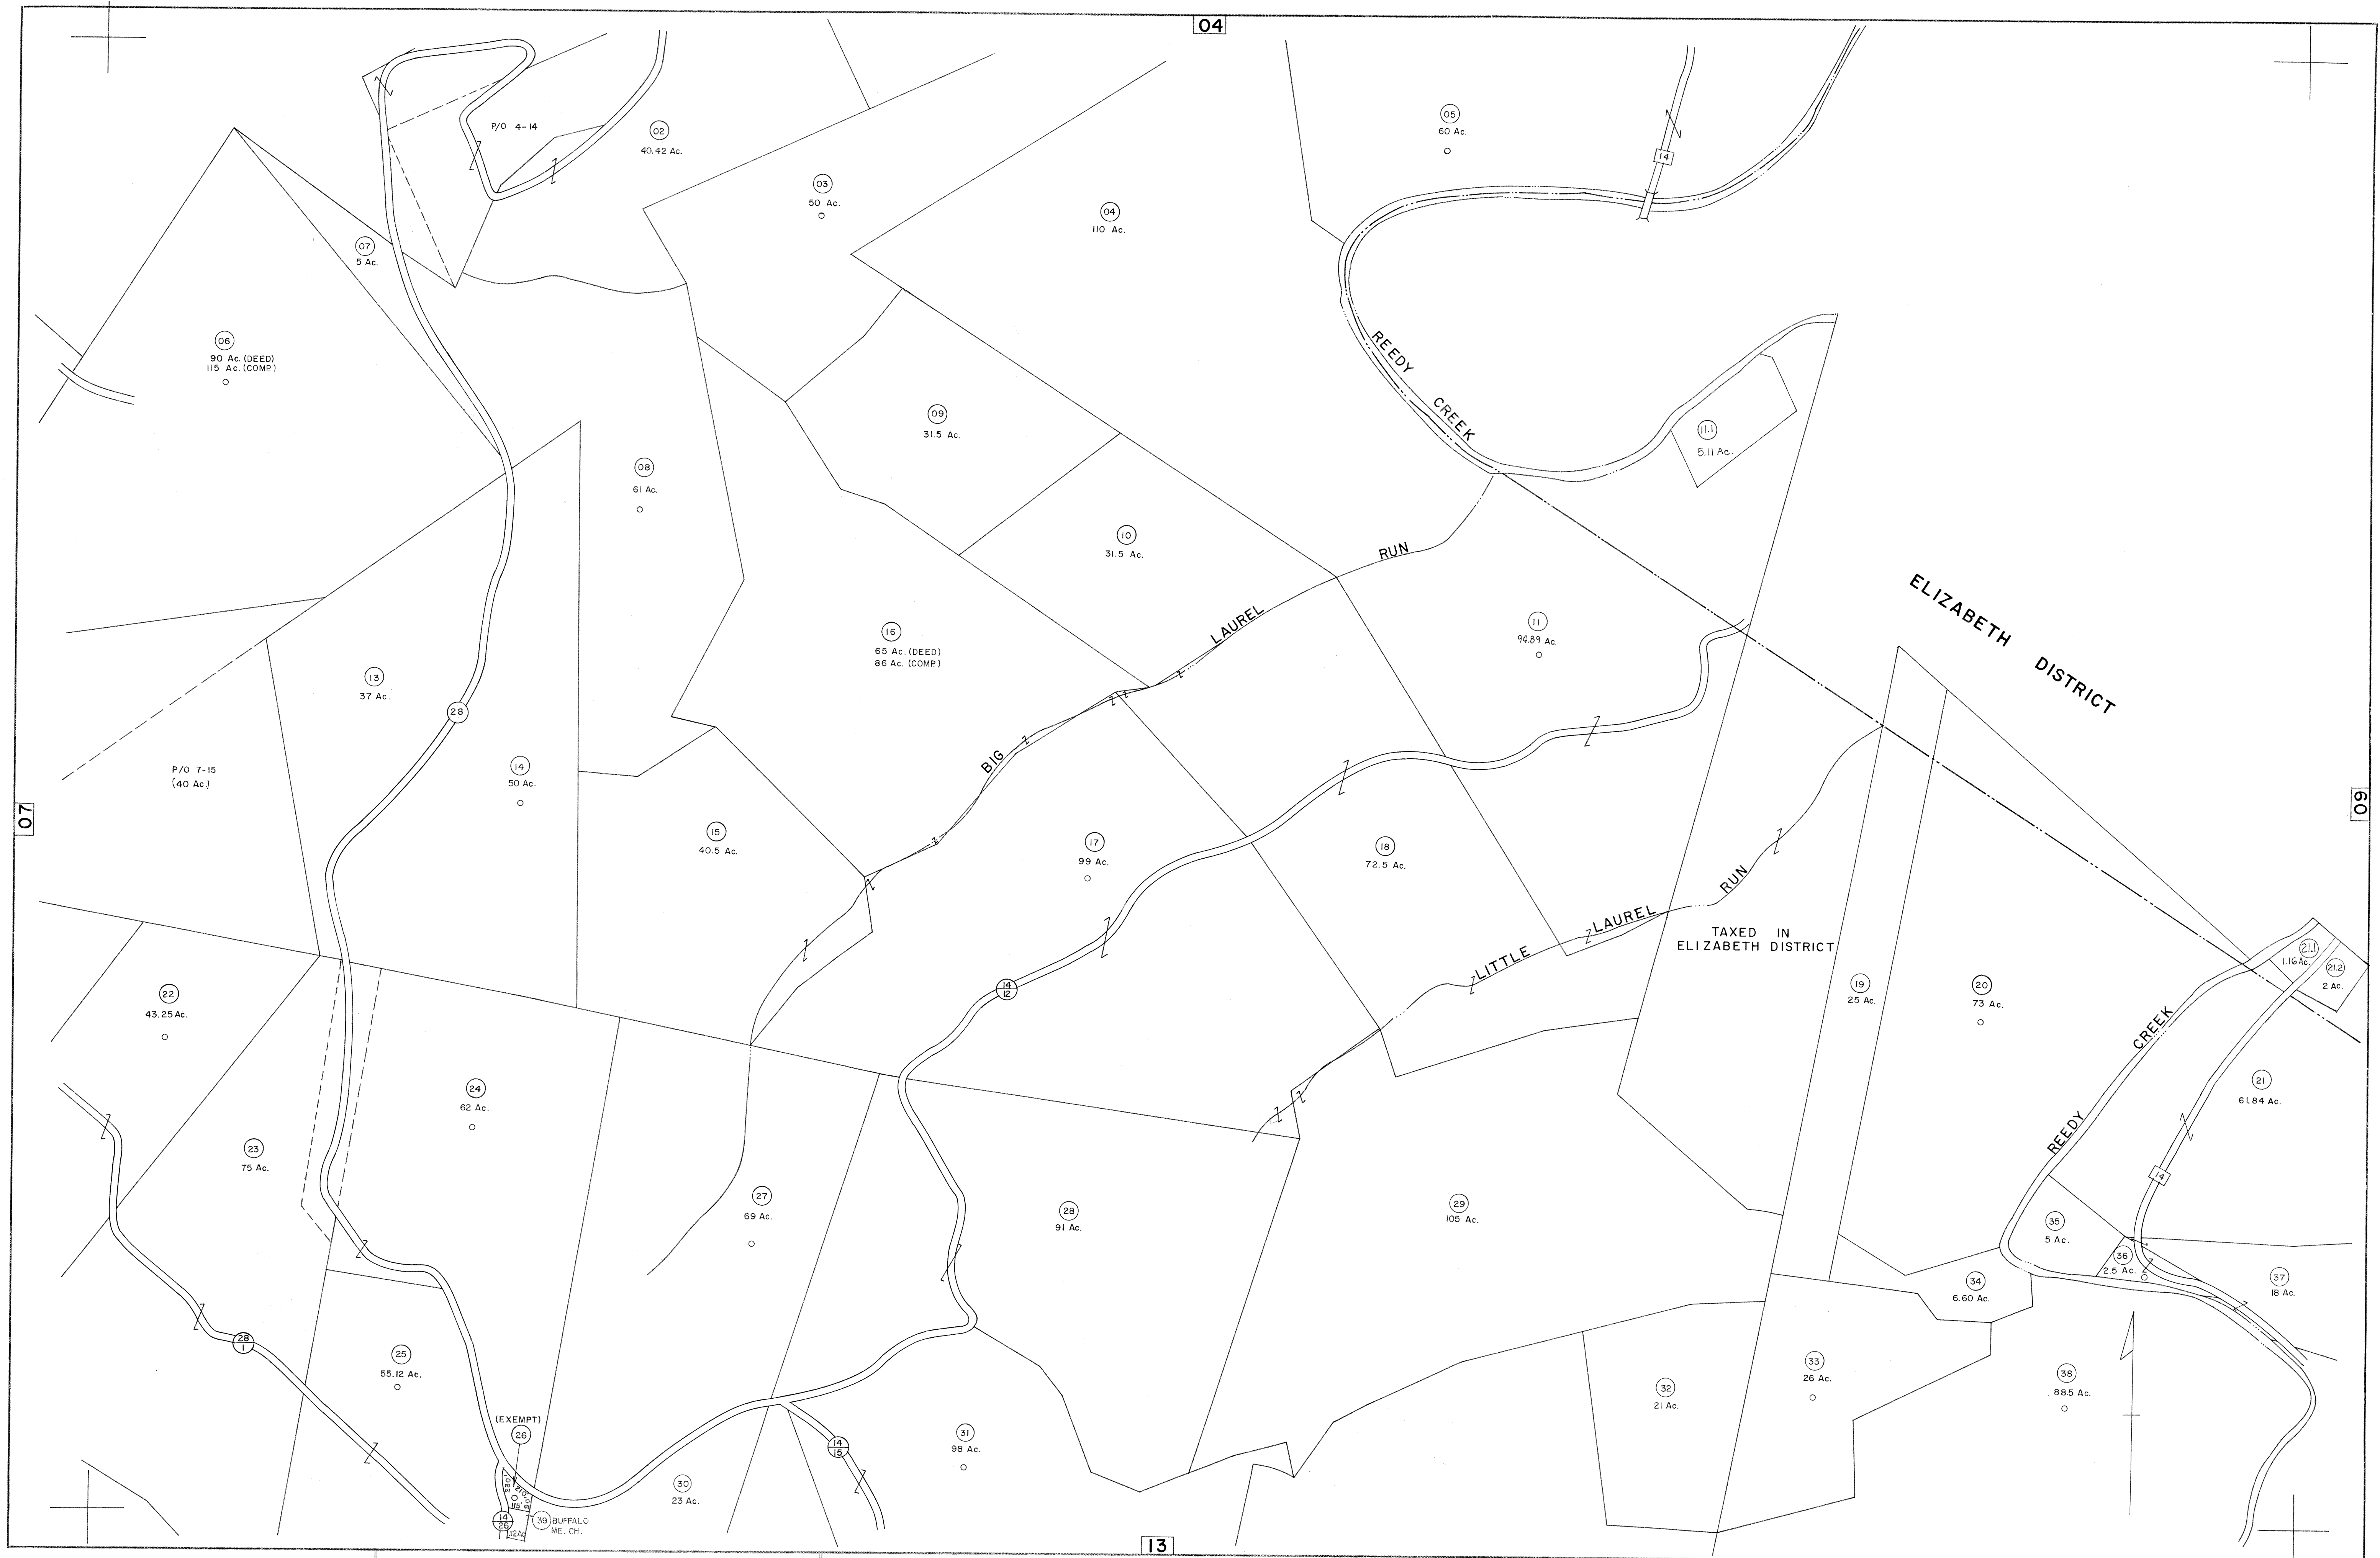 04
P/O 4-14
02
40.42 Ac.
03
50 Ac.
04
110 Ac.
05
60 Ac.
14
07
5 Ac.
06
90 Ac. (DEED)
115 Ac. (COMP.)
REEDY CREEK
09
31.5 Ac.
11.1
5.11 Ac.
08
61 Ac.
10
31.5 Ac.
BIG LAUREL RUN
11
94.89 Ac.
ELIZABETH DISTRICT
16
65 Ac. (DEED)
86 Ac. (COMP.)
13
37 Ac.
28
P/O 7-15
(40 Ac.)
14
50 Ac.
07
15
40.5 Ac.
17
99 Ac.
18
72.5 Ac.
09
LITTLE LAUREL RUN
TAXED IN
ELIZABETH DISTRICT
22
43.25 Ac.
14
12
19
25 Ac.
20
73 Ac.
21.1
1.16 Ac.
21.2
2 Ac.
REEDY CREEK
21
61.84 Ac.
24
62 Ac.
23
75 Ac.
27
69 Ac.
28
91 Ac.
29
105 Ac.
14
35
5 Ac.
36
2.5 Ac.
34
6.60 Ac.
37
18 Ac.
28
1
25
55.12 Ac.
32
21 Ac.
33
26 Ac.
38
88.5 Ac.
(EXEMPT)
26
14
15
31
98 Ac.
30
23 Ac.
230'
210'
115'
14
26
39 BUFFALO
ME. CH.
13